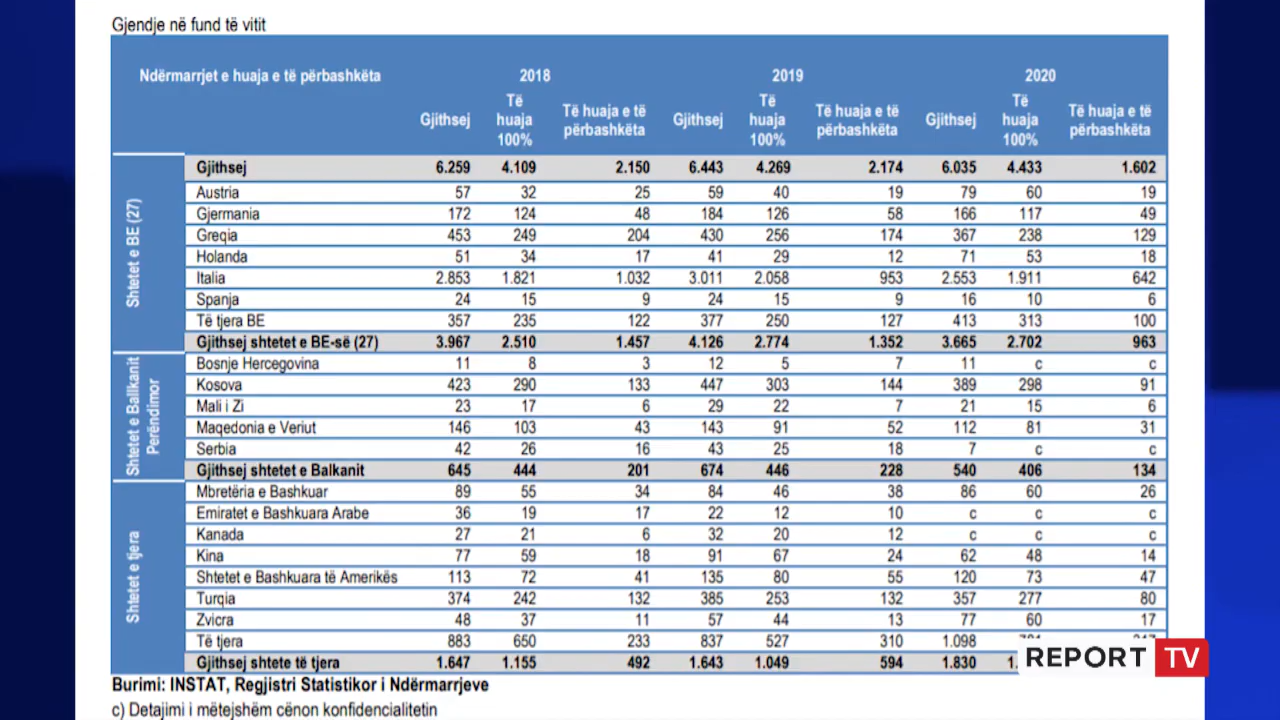 Gjendje në fund të vitit
Ndërmarrjet e huaja e të përbashkëta 2018 2019 2020
Gjithsej Të huaja 100% Të huaja e të përbashkëta Gjithsej Të huaja 100% Të huaja e të përbashkëta Gjithsej Të huaja 100% Të huaja e të përbashkëta
Shtetet e BE (27)
Gjithsej 6.259 4.109 2.150 6.443 4.269 2.174 6.035 4.433 1.602
Austria 57 32 25 59 40 19 79 60 19
Gjermania 172 124 48 184 126 58 166 117 49
Greqia 453 249 204 430 256 174 367 238 129
Holanda 51 34 17 41 29 12 71 53 18
Italia 2.853 1.821 1.032 3.011 2.058 953 2.553 1.911 642
Spanja 24 15 9 24 15 9 16 10 6
Të tjera BE 357 235 122 377 250 127 413 313 100
Gjithsej shtetet e BE-së (27) 3.967 2.510 1.457 4.126 2.774 1.352 3.665 2.702 963
Shtetet e Ballkanit Perëndimor
Bosnje Hercegovina 11 8 3 12 5 7 11 c c
Kosova 423 290 133 447 303 144 389 298 91
Mali i Zi 23 17 6 29 22 7 21 15 6
Maqedonia e Veriut 146 103 43 143 91 52 112 81 31
Serbia 42 26 16 43 25 18 7 c c
Gjithsej shtetet e Balkanit 645 444 201 674 446 228 540 406 134
Shtetet e tjera
Mbretëria e Bashkuar 89 55 34 84 46 38 86 60 26
Emiratet e Bashkuara Arabe 36 19 17 22 12 10 c c c
Kanada 27 21 6 32 20 12 c c c
Kina 77 59 18 91 67 24 62 48 14
Shtetet e Bashkuara të Amerikës 113 72 41 135 80 55 120 73 47
Turqia 374 242 132 385 253 132 357 277 80
Zvicra 48 37 11 57 44 13 77 60 17
Të tjera 883 650 233 837 527 310 1.098
Gjithsej shtete të tjera 1.647 1.155 492 1.643 1.049 594 1.830
REPORT TV
Burimi: INSTAT, Regjistri Statistikor i Ndërmarrjeve
c) Detajimi i mëtejshëm cënon konfidencialitetin